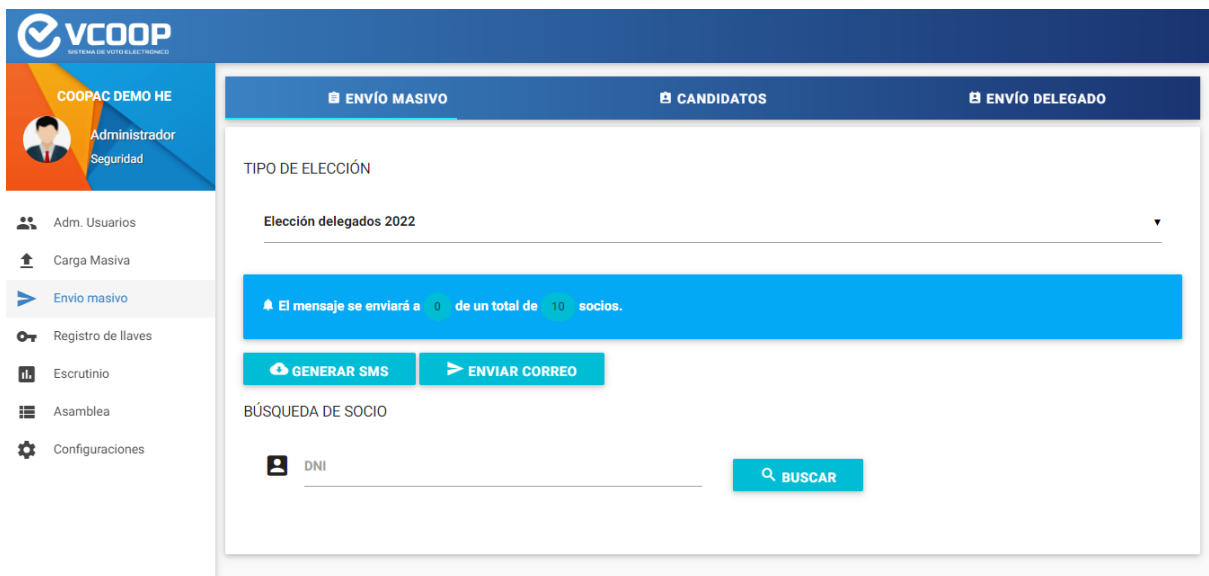 VCOOP
SISTEMA DE VOTO ELECTRONICO
COOPAC DEMO HE
Administrador
Seguridad
Adm. Usuarios
Carga Masiva
Envio masivo
Registro de llaves
Escrutinio
Asamblea
Configuraciones
ENVÍO MASIVO CANDIDATOS ENVÍO DELEGADO
TIPO DE ELECCIÓN
Elección delegados 2022
El mensaje se enviará a 0 de un total de 10 socios.
GENERAR SMS ENVIAR CORREO
BÚSQUEDA DE SOCIO
DNI BUSCAR